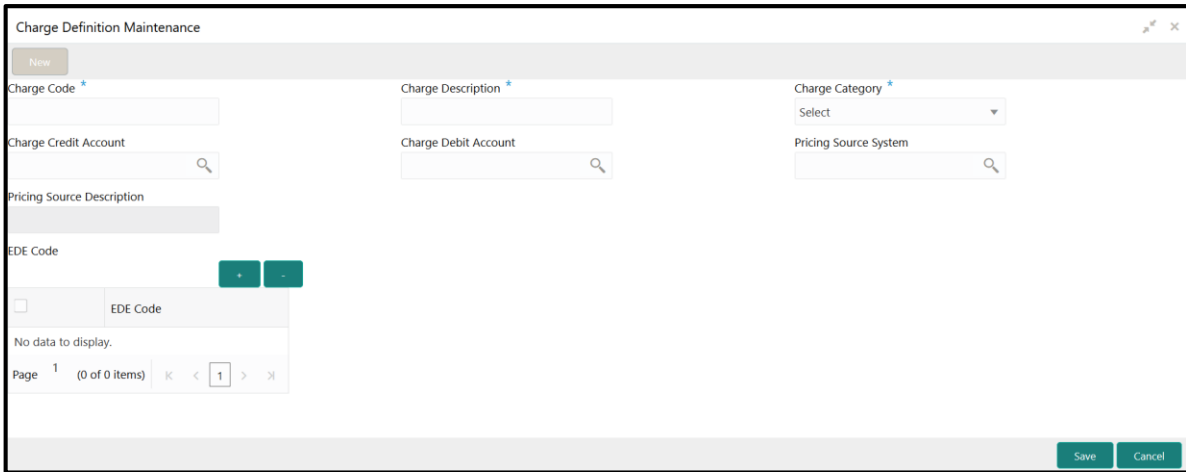 Charge Definition Maintenance
New
Charge Code * Charge Description * Charge Category *
Select
Charge Credit Account Charge Debit Account Pricing Source System
Pricing Source Description
EDE Code
+ -
EDE Code
No data to display.
Page 1 (0 of 0 items) 1
Save Cancel